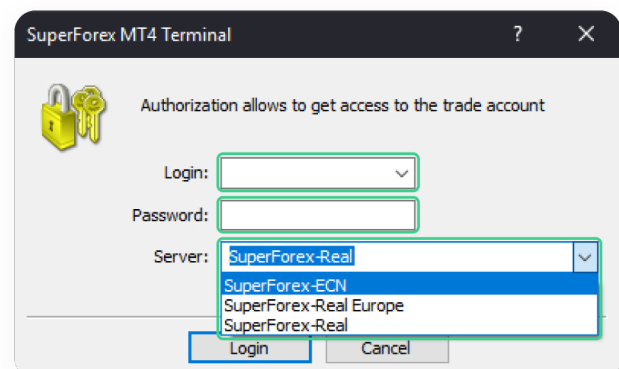 SuperForex MT4 Terminal ? ×
Authorization allows to get access to the trade account
Login:
Password:
Server: SuperForex-Real
SuperForex-ECN
SuperForex-Real Europe
SuperForex-Real
Login Cancel